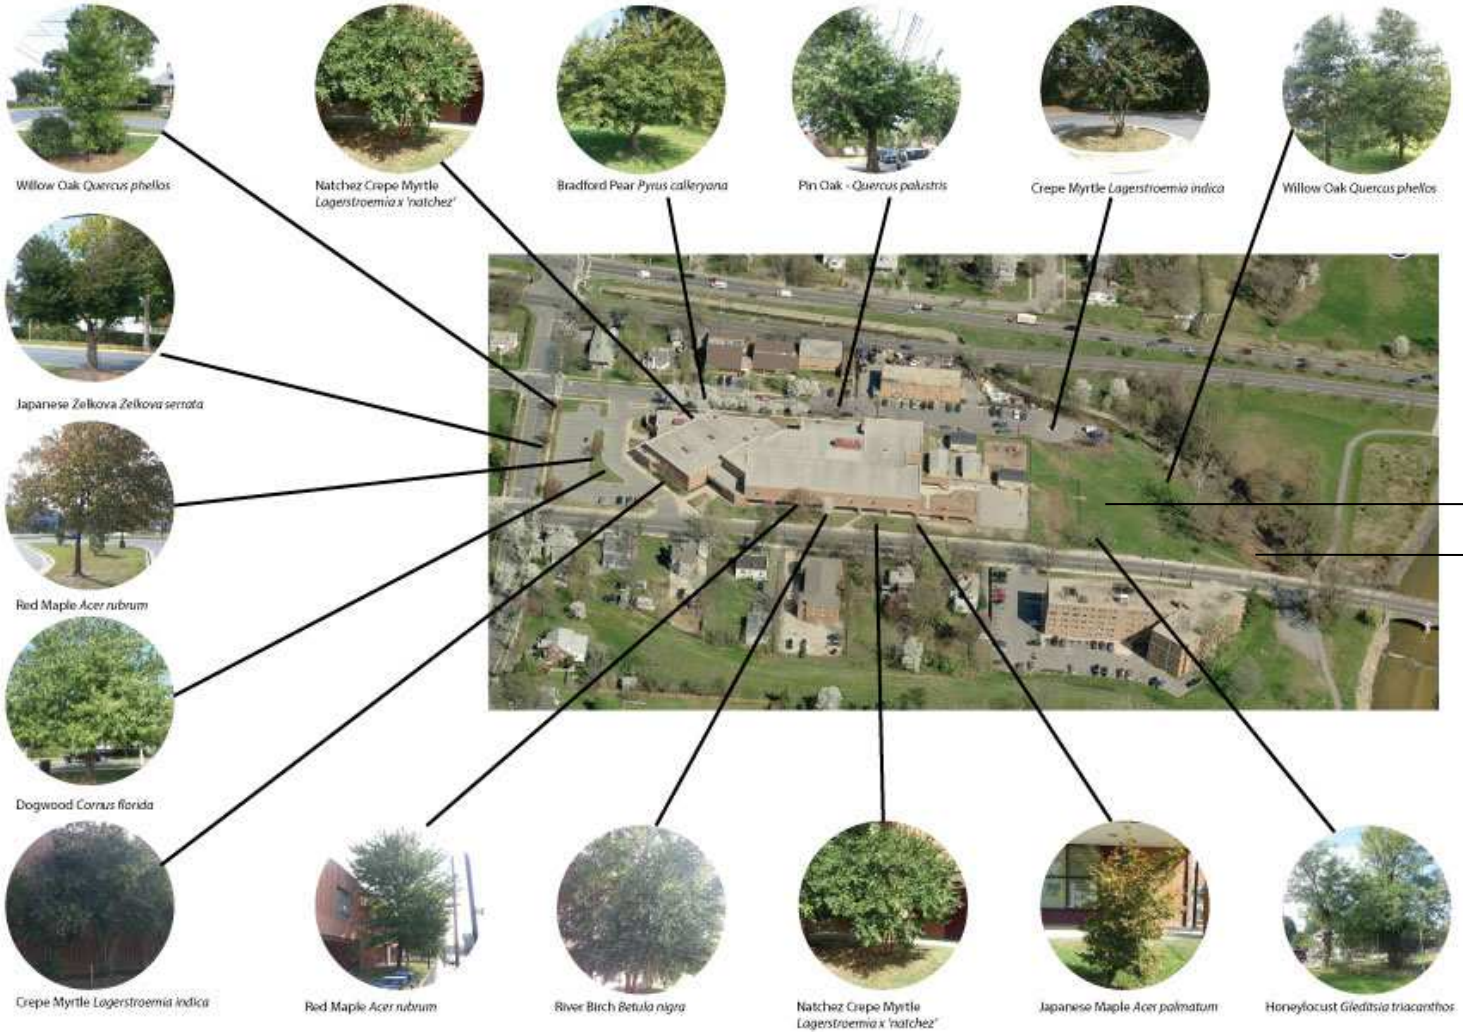 Willow Oak Quercus phellos
Natchez Crepe Myrtle
Lagerstroemia x 'natchez'
Bradford Pear Pyrus calleryana
Pin Oak - Quercus palustris
Crepe Myrtle Lagerstroemia indica
Willow Oak Quercus phellos
Japanese Zelkova Zelkova serrata
Red Maple Acer rubrum
Dogwood Cornus florida
Crepe Myrtle Lagerstroemia indica
Red Maple Acer rubrum
River Birch Betula nigra
Natchez Crepe Myrtle
Lagerstroemia x 'natchez'
Japanese Maple Acer palmatum
Honeylocust Gleditsia triacanthos